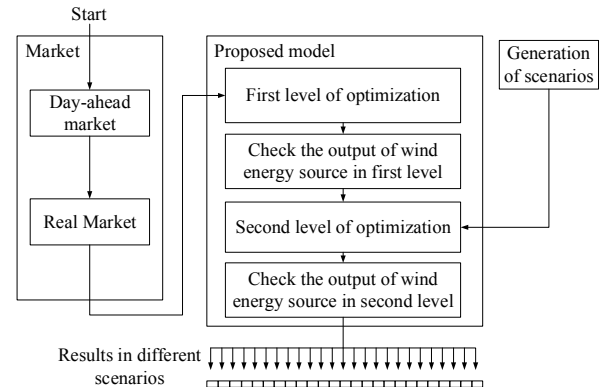 Start
Market
Day-ahead
market
Real Market
Proposed model
First level of optimization
Check the output of wind
energy source in first level
Second level of optimization
Check the output of wind
energy source in second level
Generation
of scenarios
Results in different
scenarios